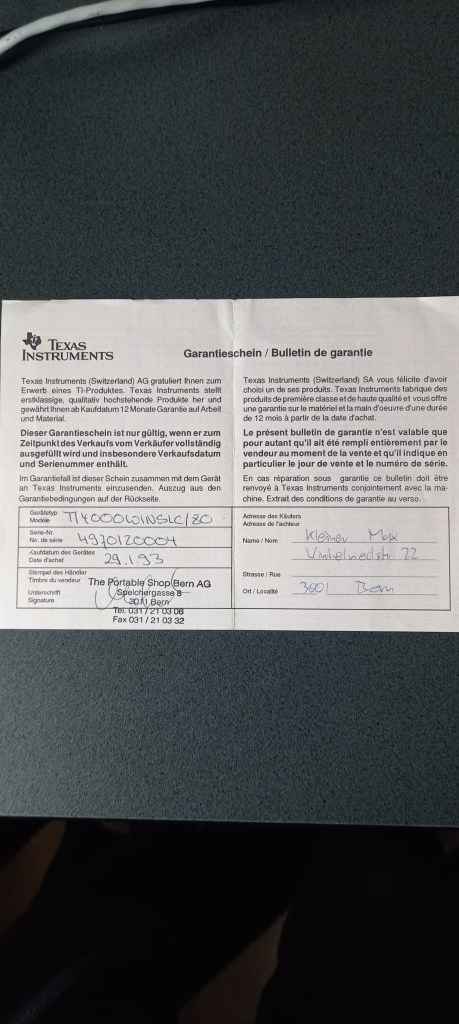 TEXAS
INSTRUMENTS
Garantieschein / Bulletin de garantie
Texas Instruments (Switzerland) AG gratuliert Ihnen zum
Erwerb eines TI-Produktes. Texas Instruments stellt
erstklassige, qualitativ hochstehende Produkte her und
gewährt Ihnen ab Kaufdatum 12 Monate Garantie auf Arbeit
und Material.
Dieser Garantieschein ist nur gültig, wenn er zum
Zeitpunkt des Verkaufs vom Verkäufer vollständig
ausgefüllt wird und insbesondere Verkaufsdatum
und Serienummer enthält.
Im Garantiefall ist dieser Schein zusammen mit dem Gerät
an Texas Instruments einzusenden. Auszug aus den
Garantiebedingungen auf der Rückseite.
Texas Instruments (Switzerland) SA vous félicite d'avoir
choisi un de ses produits. Texas Instruments fabrique des
produits de première classe et de haute qualité et vous offre
une garantie sur le matériel et la main d'oeuvre d'une durée
de 12 mois à partir de la date d'achat.
Le présent bulletin de garantie n'est valable que
pour autant qu'il ait été rempli entièrement par le
vendeur au moment de la vente et qu'il indique en
particulier le jour de vente et le numéro de série.
En cas réparation sous garantie ce bulletin doit être
renvoyé à Texas Instruments conjointement avec la ma-
chine. Extrait des conditions de garantie au verso.
Gerätetyp
Modèle
TI4000WINSLC/80
Serie-Nr.
No. de série
4970120004
Kaufdatum des Gerätes
Date d'achat
29.1.93
Stempel des Händler
Timbre du vendeur
Unterschrift
Signature
The Portable Shop Bern AG
Speichergasse 8
3011 Bern
Tel. 031 / 21 03 06
Fax 031 / 21 03 32
Adresse des Käufers
Adresse de l'achteur
Name / Nom
Kleiner Max
22
Strasse / Rue
Ort / Localité
Bern